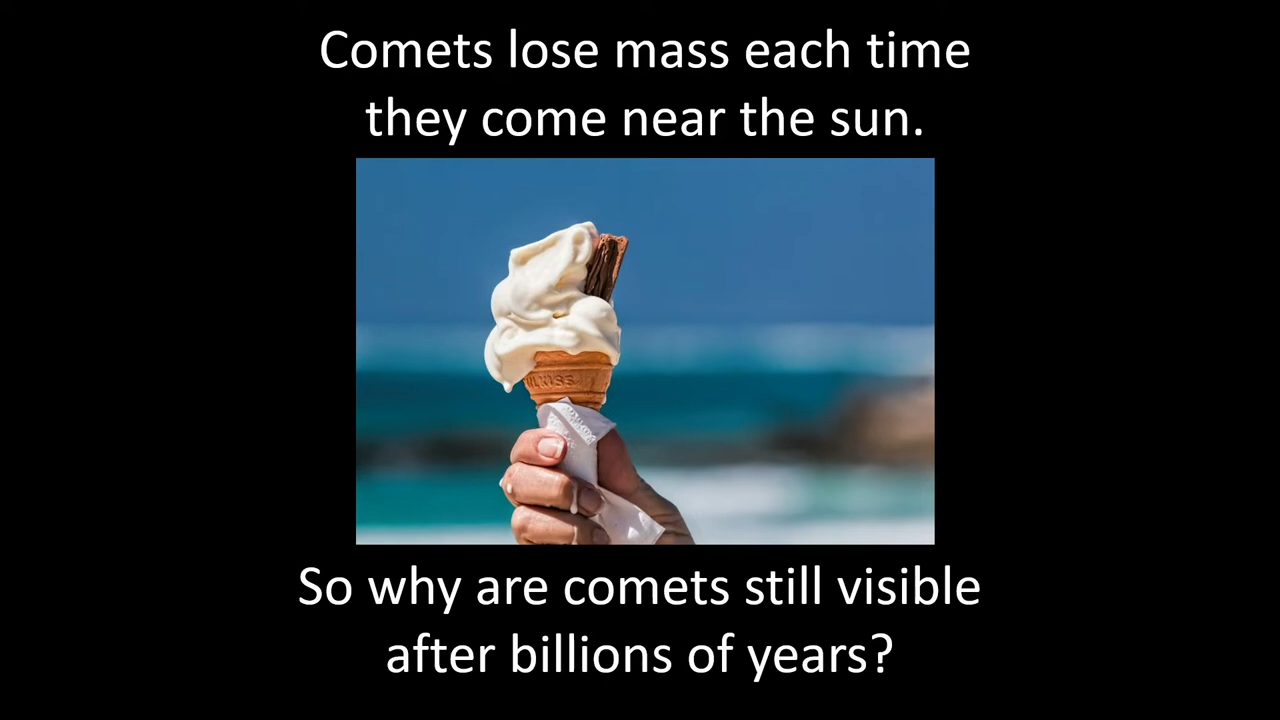 Comets lose mass each time
they come near the sun.
So why are comets still visible
after billions of years?